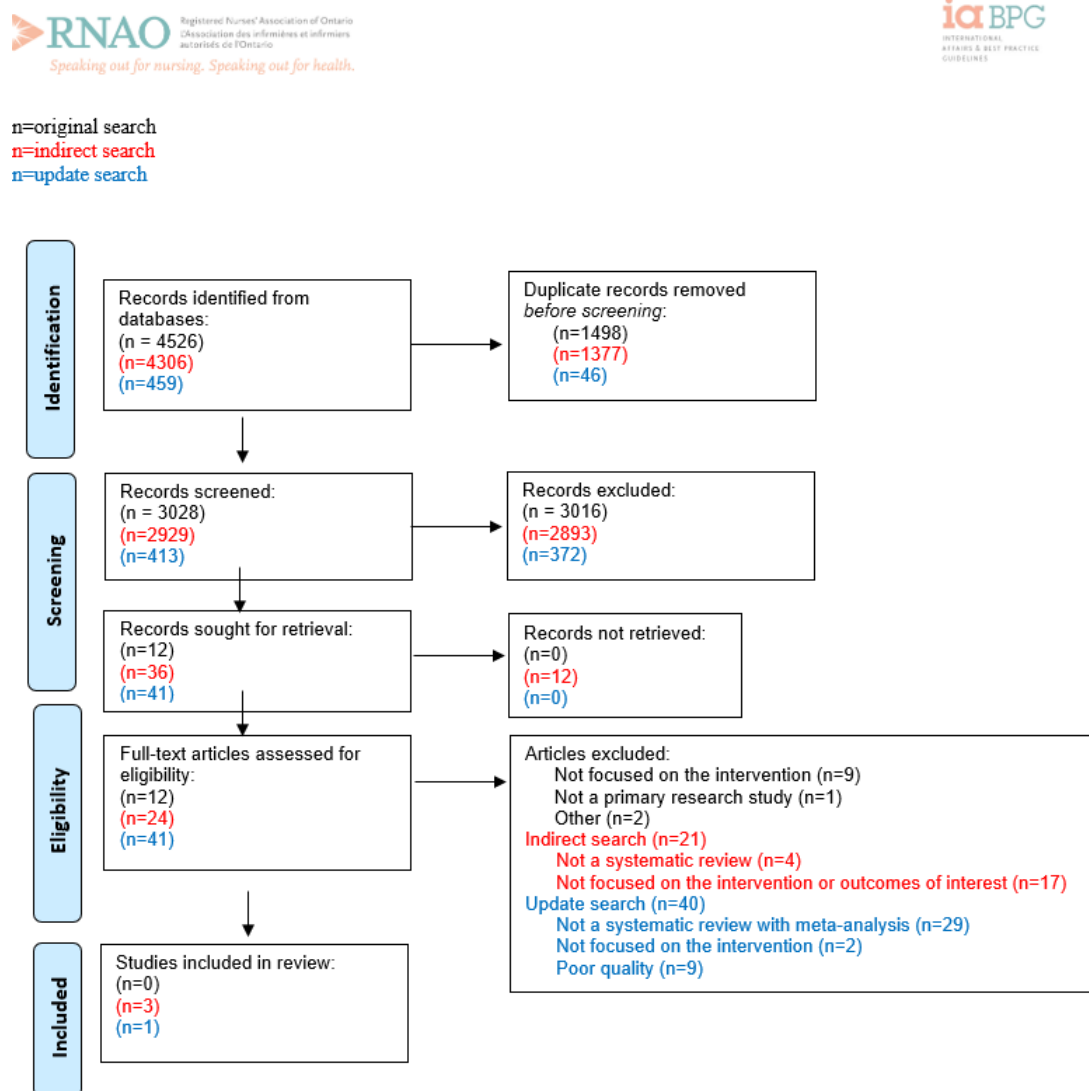 RNAO
Registered Nurses' Association of Ontario
L'Association des infirmières et infirmiers
autorisés de l'Ontario
Speaking out for nursing. Speaking out for health.
ia BPG
INTERNATIONAL
AFFAIRS & BEST PRACTICE
GUIDELINES
n=original search
n=indirect search
n=update search
Identification
Records identified from
databases:
(n = 4526)
(n=4306)
(n=459)
Duplicate records removed
before screening:
(n=1498)
(n=1377)
(n=46)
Screening
Records screened:
(n = 3028)
(n=2929)
(n=413)
Records excluded:
(n = 3016)
(n=2893)
(n=372)
Records sought for retrieval:
(n=12)
(n=36)
(n=41)
Records not retrieved:
(n=0)
(n=12)
(n=0)
Eligibility
Full-text articles assessed for
eligibility:
(n=12)
(n=24)
(n=41)
Articles excluded:
Not focused on the intervention (n=9)
Not a primary research study (n=1)
Other (n=2)
Indirect search (n=21)
Not a systematic review (n=4)
Not focused on the intervention or outcomes of interest (n=17)
Update search (n=40)
Not a systematic review with meta-analysis (n=29)
Not focused on the intervention (n=2)
Poor quality (n=9)
Included
Studies included in review:
(n=0)
(n=3)
(n=1)